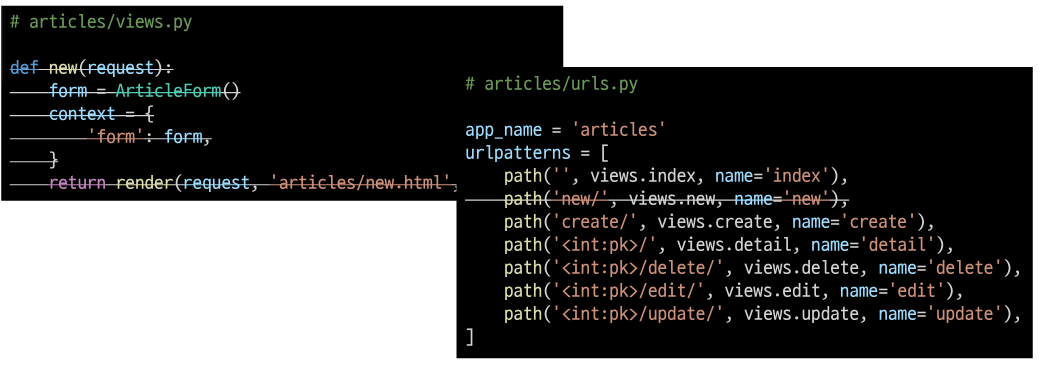 # articles/views.py
def new(request):
    form = ArticleForm()
    context = {
        'form': form,
    }
    return render(request, 'articles/new.html',
# articles/urls.py
app_name = 'articles'
urlpatterns = [
    path('', views.index, name='index'),
    path('new/', views.new, name='new'),
    path('create/', views.create, name='create'),
    path('<int:pk>/', views.detail, name='detail'),
    path('<int:pk>/delete/', views.delete, name='delete'),
    path('<int:pk>/edit/', views.edit, name='edit'),
    path('<int:pk>/update/', views.update, name='update'),
]